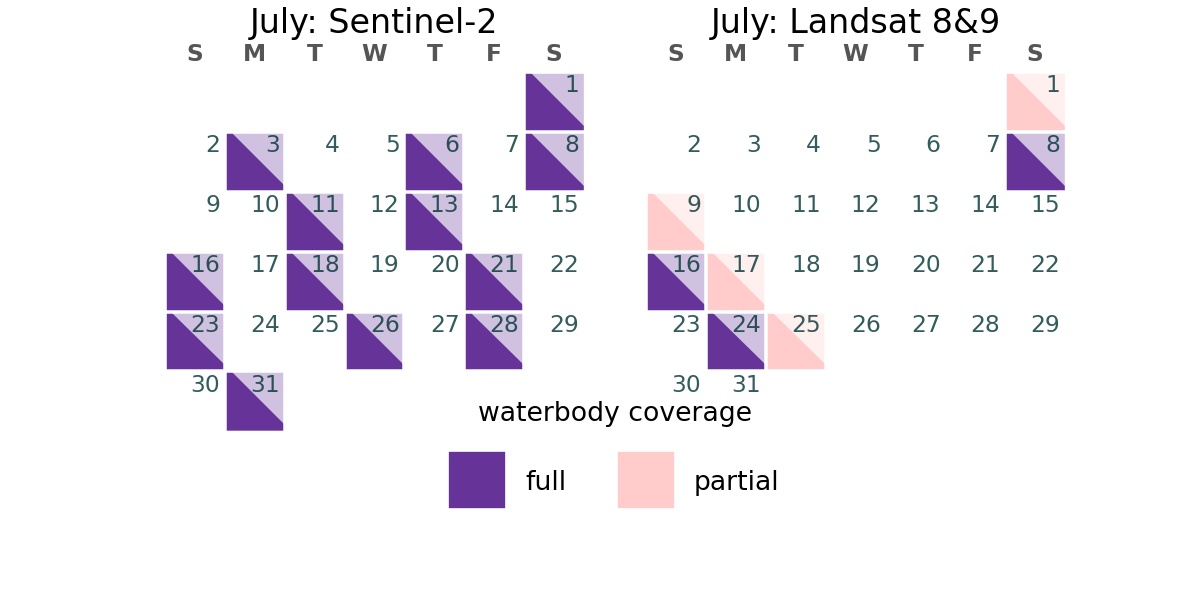 July: Sentinel-2
S M T W T F S
1
2 3 4 5 6 7 8
9 10 11 12 13 14 15
16 17 18 19 20 21 22
23 24 25 26 27 28 29
30 31
July: Landsat 8&9
S M T W T F S
1
2 3 4 5 6 7 8
9 10 11 12 13 14 15
16 17 18 19 20 21 22
23 24 25 26 27 28 29
30 31
waterbody coverage
full partial